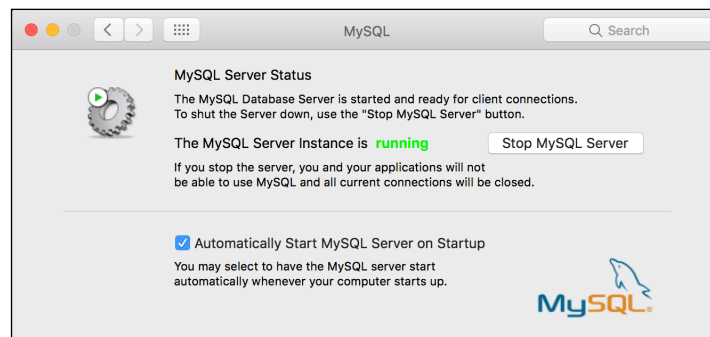 MySQL
Search
MySQL Server Status
The MySQL Database Server is started and ready for client connections.
To shut the Server down, use the "Stop MySQL Server" button.
The MySQL Server Instance is running
Stop MySQL Server
If you stop the server, you and your applications will not
be able to use MySQL and all current connections will be closed.
Automatically Start MySQL Server on Startup
You may select to have the MySQL server start
automatically whenever your computer starts up.
MySQL®